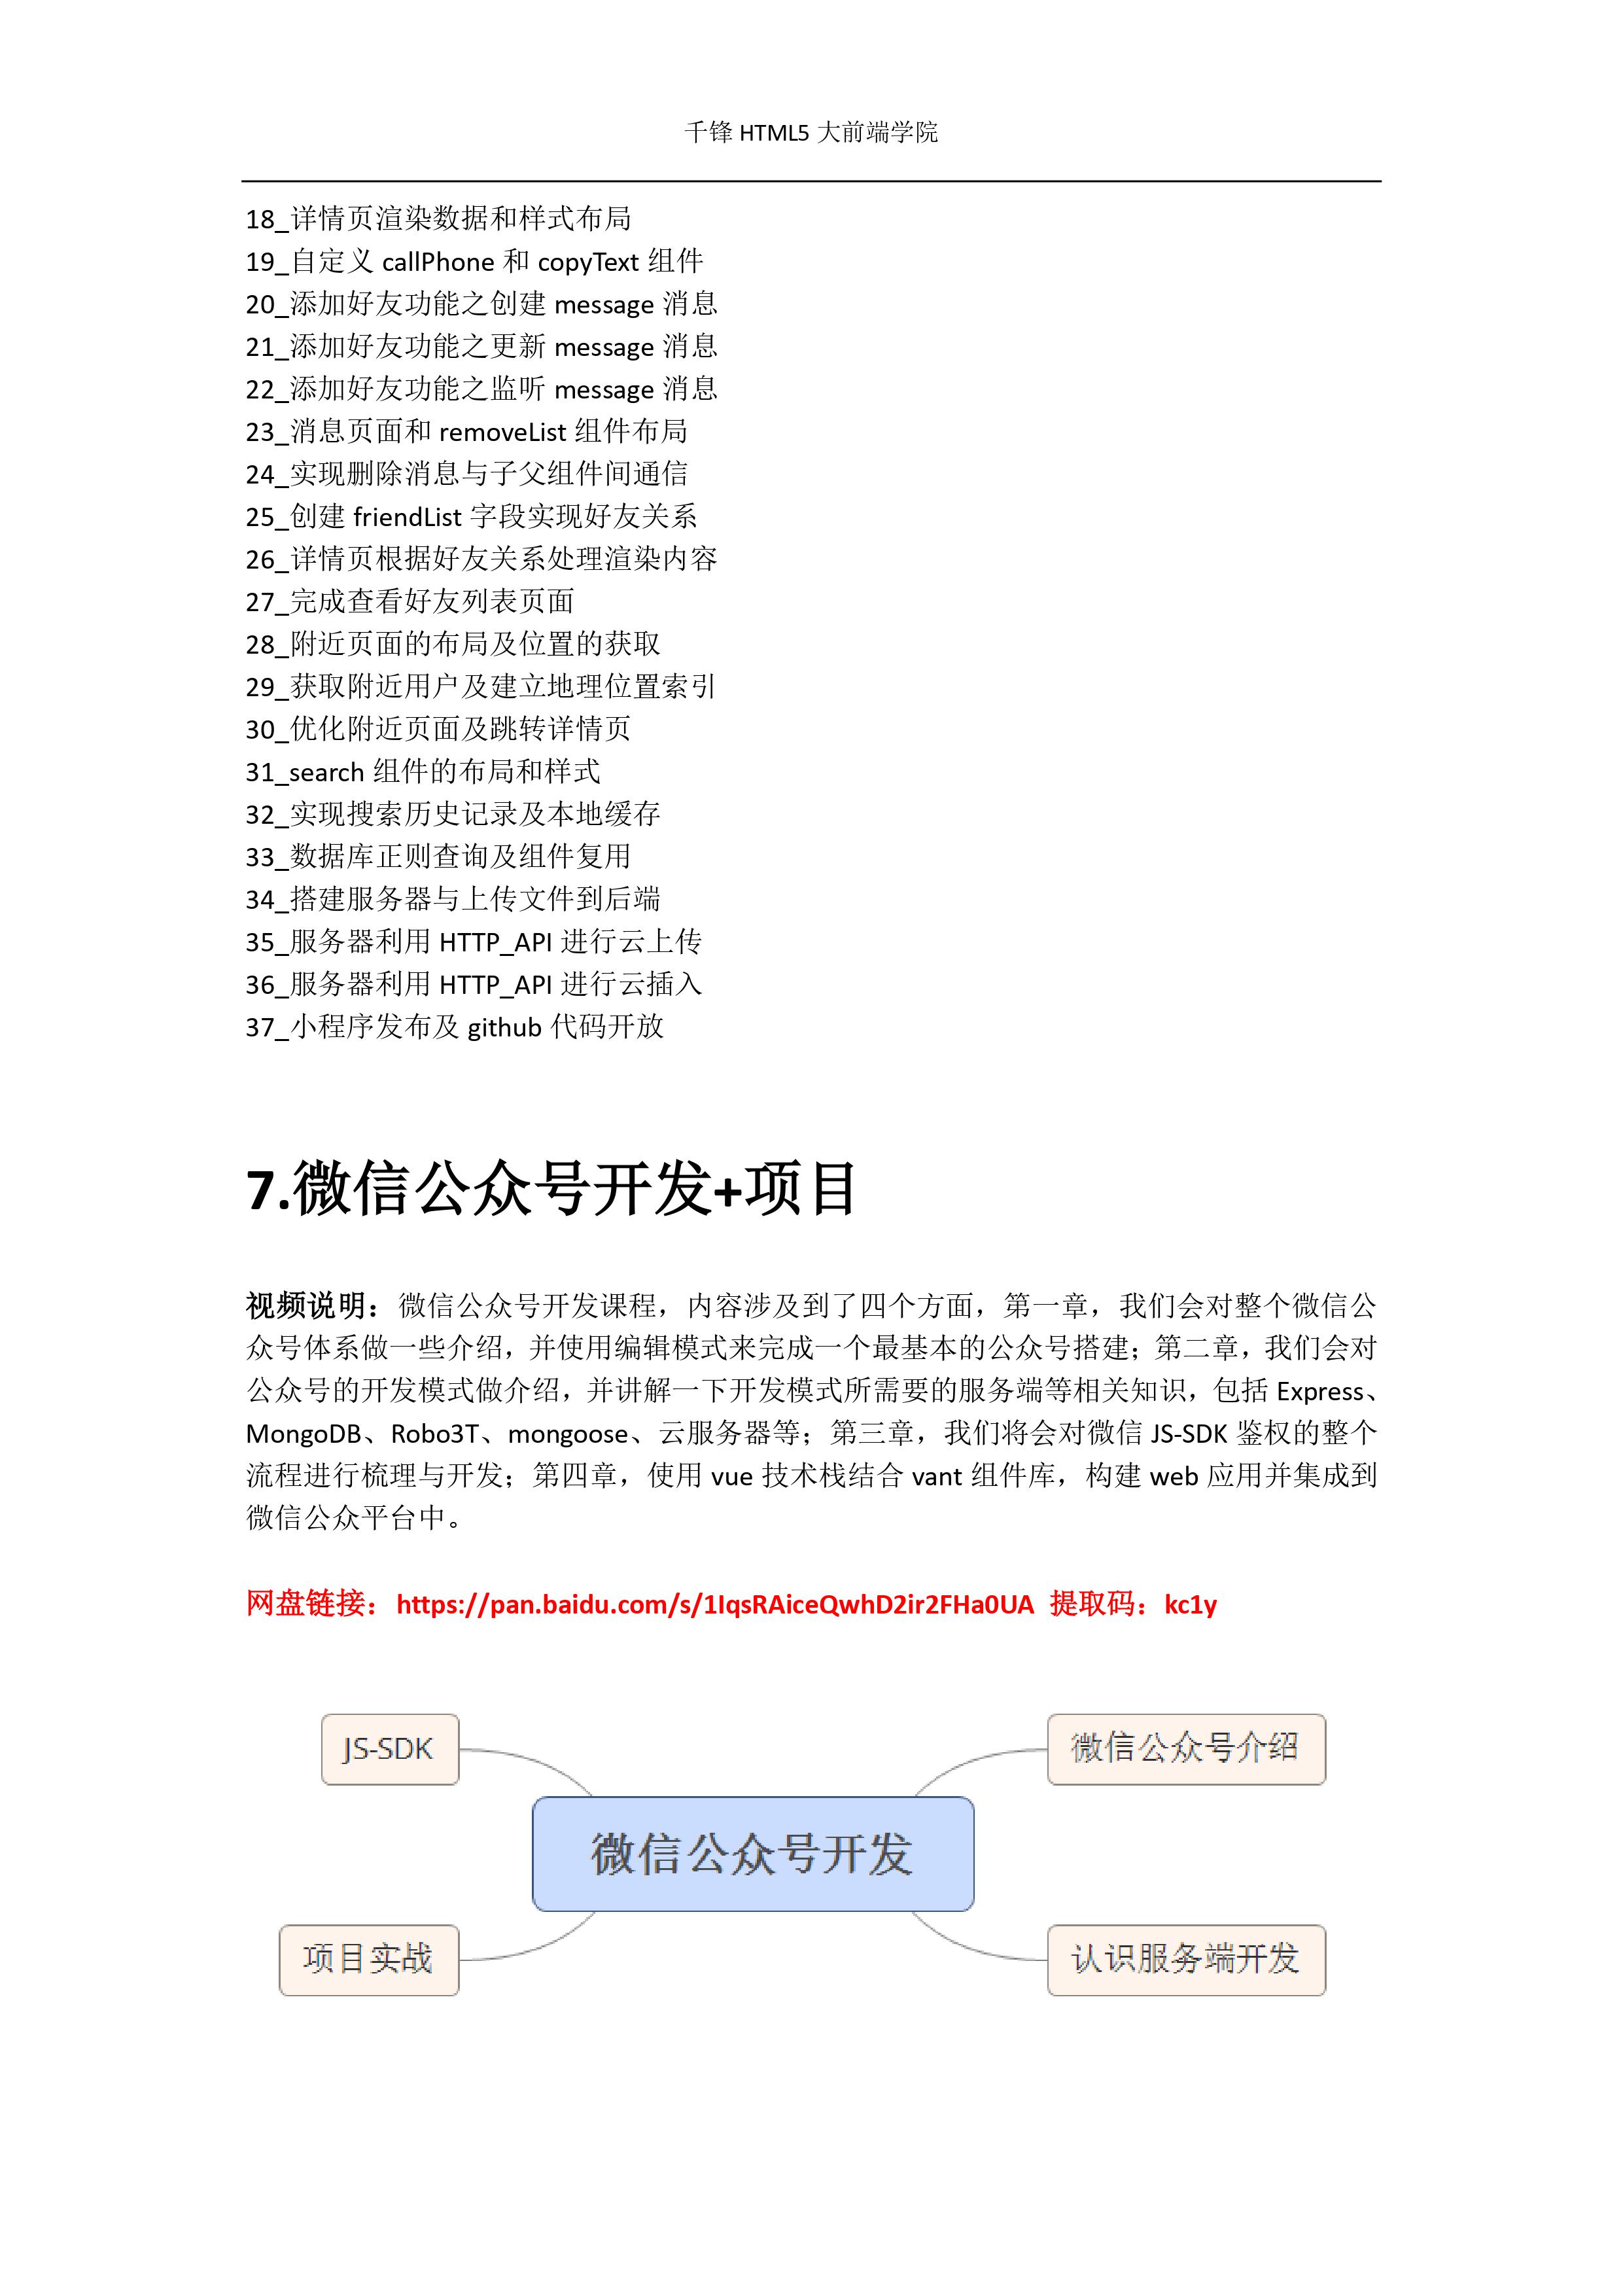 千锋 HTML5 大前端学院
18_详情页渲染数据和样式布局
19_自定义 callPhone 和 copyText 组件
20_添加好友功能之创建 message 消息
21_添加好友功能之更新 message 消息
22_添加好友功能之监听 message 消息
23_消息页面和 removeList 组件布局
24_实现删除消息与子父组件间通信
25_创建 friendList 字段实现好友关系
26_详情页根据好友关系处理渲染内容
27_完成查看好友列表页面
28_附近页面的布局及位置的获取
29_获取附近用户及建立地理位置索引
30_优化附近页面及跳转详情页
31_search 组件的布局和样式
32_实现搜索历史记录及本地缓存
33_数据库正则查询及组件复用
34_搭建服务器与上传文件到后端
35_服务器利用 HTTP_API 进行云上传
36_服务器利用 HTTP_API 进行云插入
37_小程序发布及 github 代码开放
7.微信公众号开发+项目
视频说明：微信公众号开发课程，内容涉及到了四个方面，第一章，我们会对整个微信公
众号体系做一些介绍，并使用编辑模式来完成一个最基本的公众号搭建；第二章，我们会对
公众号的开发模式做介绍，并讲解一下开发模式所需要的服务端等相关知识，包括 Express、
MongoDB、Robo3T、mongoose、云服务器等；第三章，我们将会对微信 JS-SDK 鉴权的整个
流程进行梳理与开发；第四章，使用 vue 技术栈结合 vant 组件库，构建 web 应用并集成到
微信公众平台中。
网盘链接：https://pan.baidu.com/s/1IqsRAiceQwhD2ir2FHa0UA 提取码：kc1y
JS-SDK
微信公众号介绍
微信公众号开发
项目实战
认识服务端开发